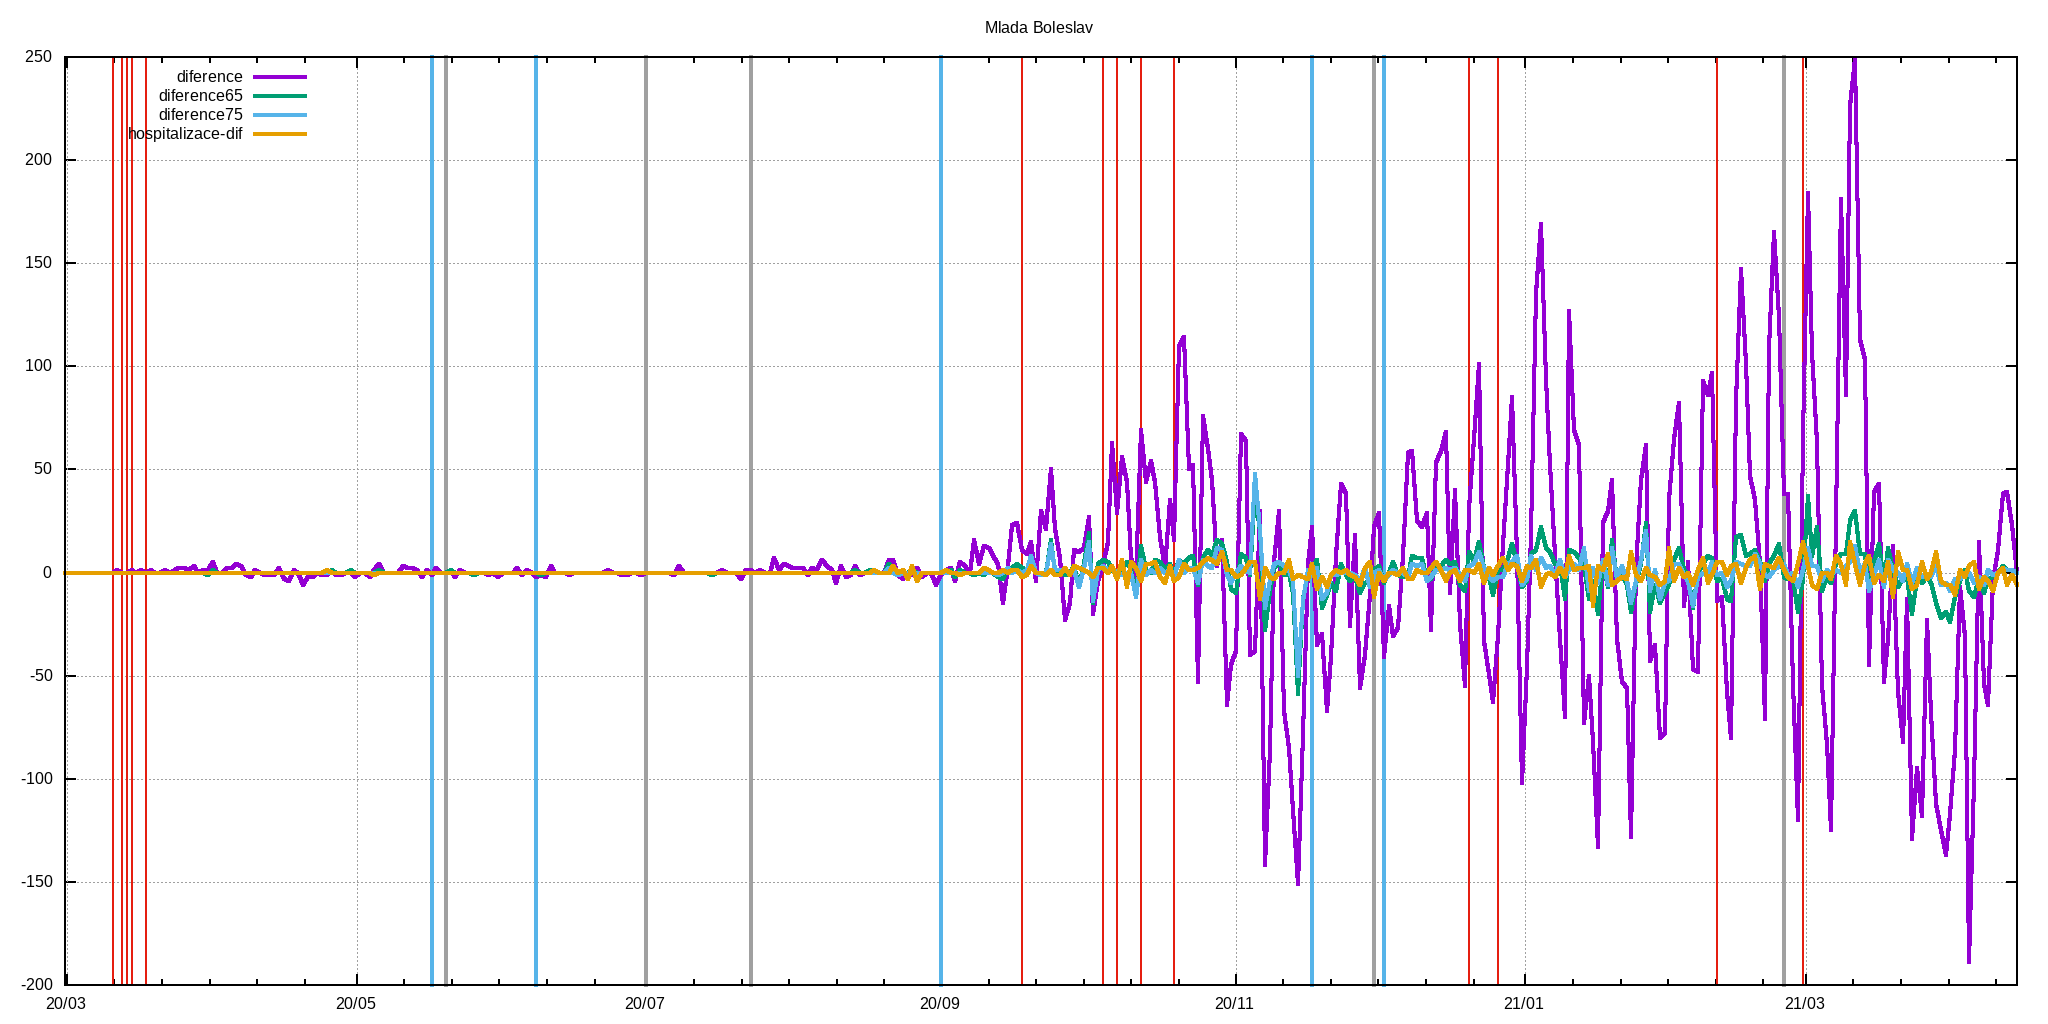 Mlada Boleslav
250
200
150
100
50
0
-50
-100
-150
-200
diference
diference65
diference75
hospitalizace-dif
20/03 20/05 20/07 20/09 20/11 21/01 21/03